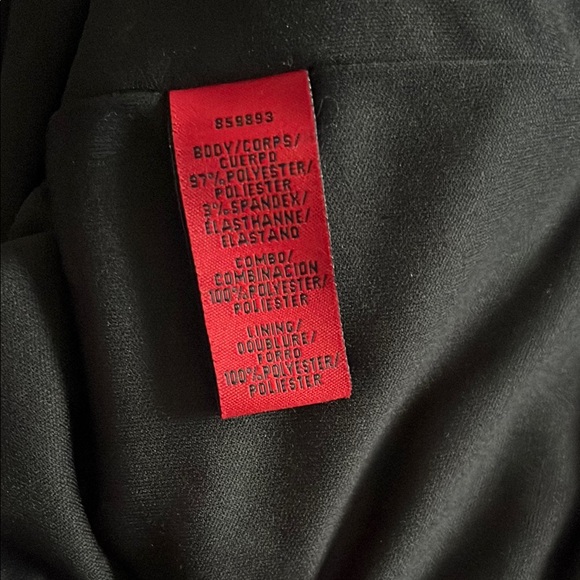 859893
BODY/CORPS/
CUERPO
97%POLYESTER/
POLIESTER
3%SPANDEX/
ÉLASTHANNE/
ELASTANO
COMBO/
COMBINACION
100%POLYESTER/
POLIESTER
LINING/
DOUBLURE/
FORRO
100%POLYESTER/
POLIESTER